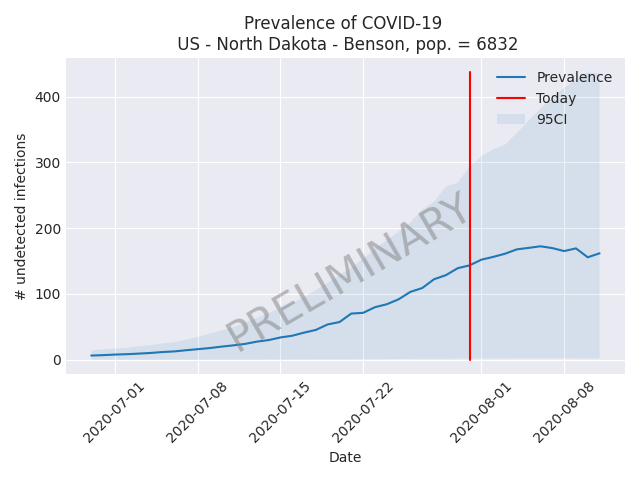 Prevalence of COVID-19
US - North Dakota - Benson, pop. = 6832
Prevalence
Today
95CI
400
300
200
100
0
# undetected infections
PRELIMINARY
2020-07-01
2020-07-08
2020-07-15
2020-07-22
2020-08-01
2020-08-08
Date